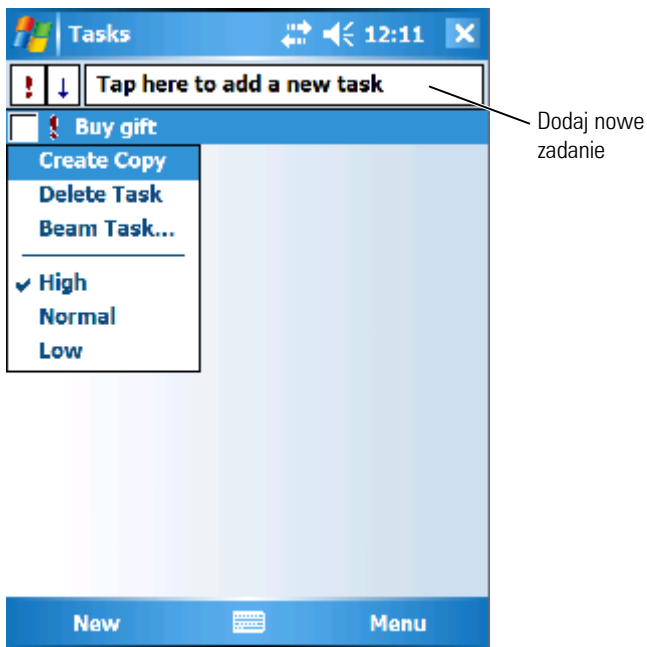 Tasks 12:11
Tap here to add a new task
Dodaj nowe
zadanie
Buy gift
Create Copy
Delete Task
Beam Task...
High
Normal
Low
New Menu